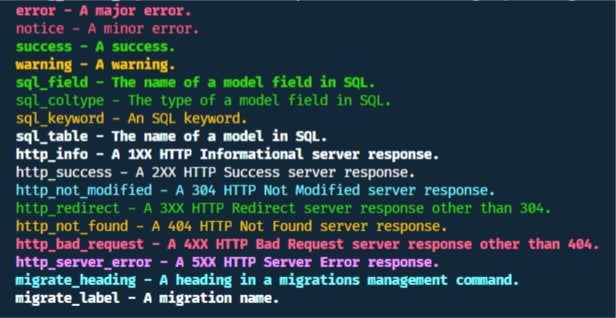 error – A major error.
notice – A minor error.
success – A success.
warning – A warning.
sql_field – The name of a model field in SQL.
sql_coltype – The type of a model field in SQL.
sql_keyword – An SQL keyword.
sql_table – The name of a model in SQL.
http_info – A 1XX HTTP Informational server response.
http_success – A 2XX HTTP Success server response.
http_not_modified – A 304 HTTP Not Modified server response.
http_redirect – A 3XX HTTP Redirect server response other than 304.
http_not_found – A 404 HTTP Not Found server response.
http_bad_request – A 4XX HTTP Bad Request server response other than 404.
http_server_error – A 5XX HTTP Server Error response.
migrate_heading – A heading in a migrations management command.
migrate_label – A migration name.